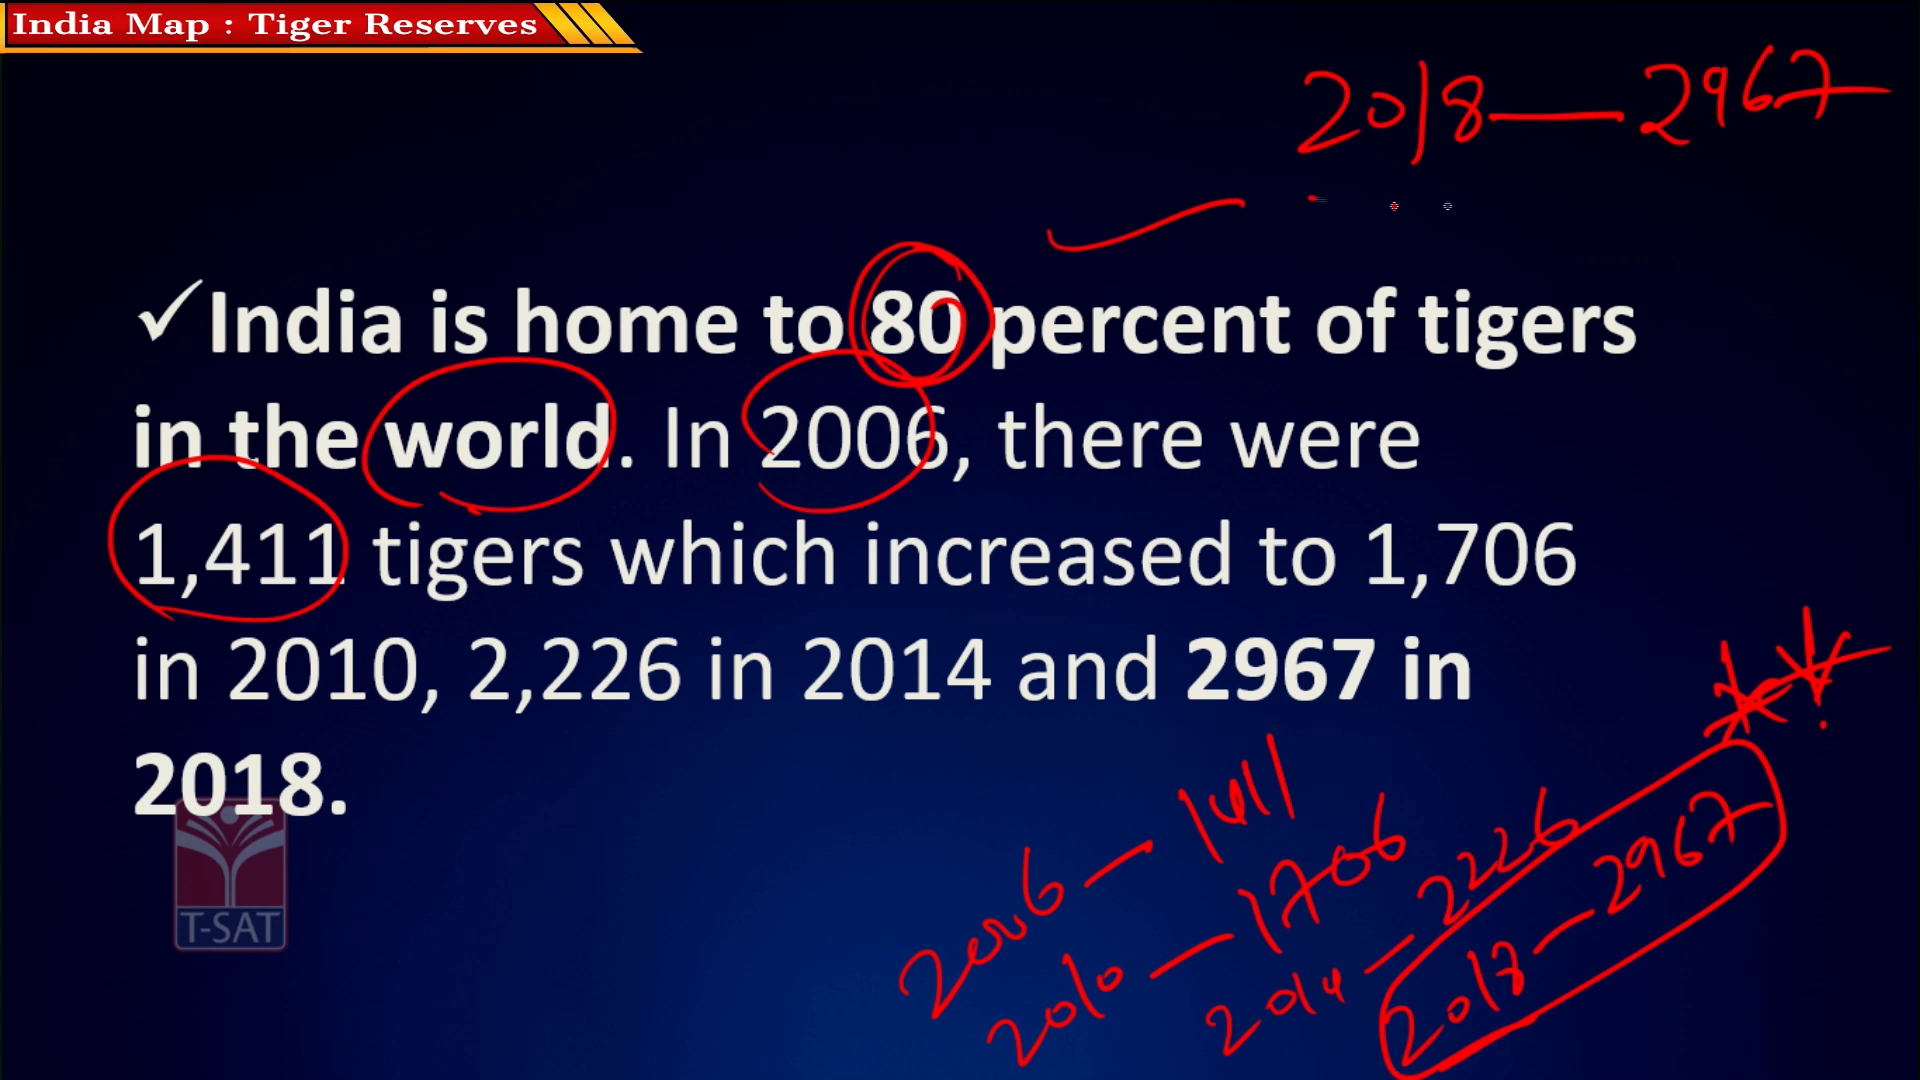 India Map : Tiger Reserves
2018 — 2967
✓India is home to 80 percent of tigers
in the world. In 2006, there were
1,411 tigers which increased to 1,706
in 2010, 2,226 in 2014 and 2967 in
2018.
2006 — 1411
2010 — 1706
2014 — 2226
2018 — 2967
T-SAT